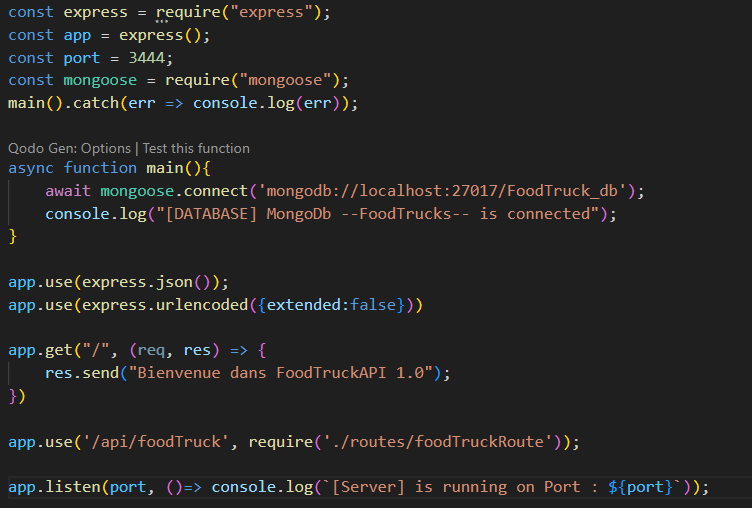 const express = require("express");
const app = express();
const port = 3444;
const mongoose = require("mongoose");
main().catch(err => console.log(err));
Qodo Gen: Options | Test this function
async function main(){
    await mongoose.connect('mongodb://localhost:27017/FoodTruck_db');
    console.log("[DATABASE] MongoDb --FoodTrucks-- is connected");
}
app.use(express.json());
app.use(express.urlencoded({extended:false}))
app.get("/", (req, res) => {
    res.send("Bienvenue dans FoodTruckAPI 1.0");
})
app.use('/api/foodTruck', require('./routes/foodTruckRoute'));
app.listen(port, ()=> console.log(`[Server] is running on Port : ${port}`));